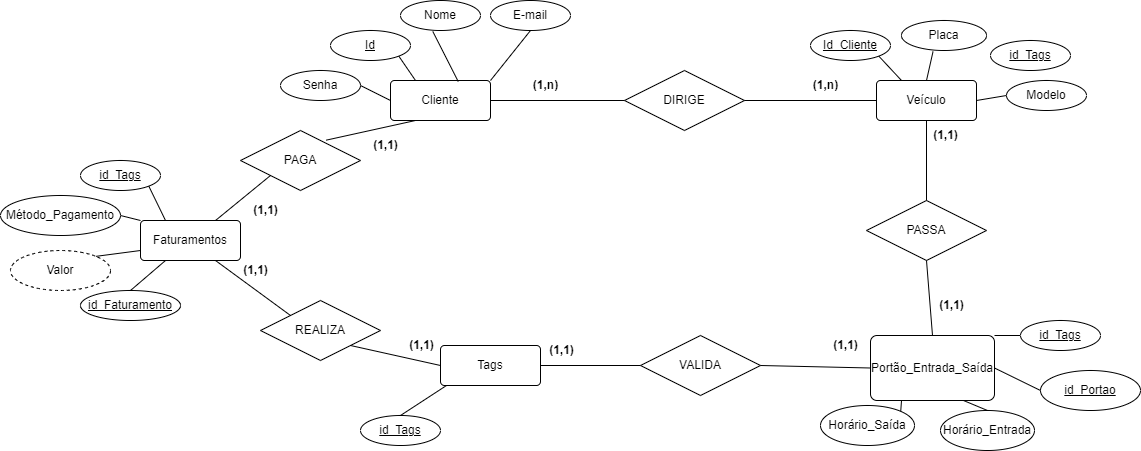 Nome
E-mail
Id
Senha
Cliente
(1,n)
DIRIGE
(1,n)
Id_Cliente
Placa
id_Tags
Modelo
Veículo
(1,1)
(1,1)
PAGA
(1,1)
id_Tags
Método_Pagamento
Faturamentos
Valor
id_Faturamento
(1,1)
PASSA
(1,1)
REALIZA
(1,1)
Tags
(1,1)
id_Tags
VALIDA
(1,1)
Portão_Entrada_Saída
id_Tags
id_Portao
Horário_Saída
Horário_Entrada